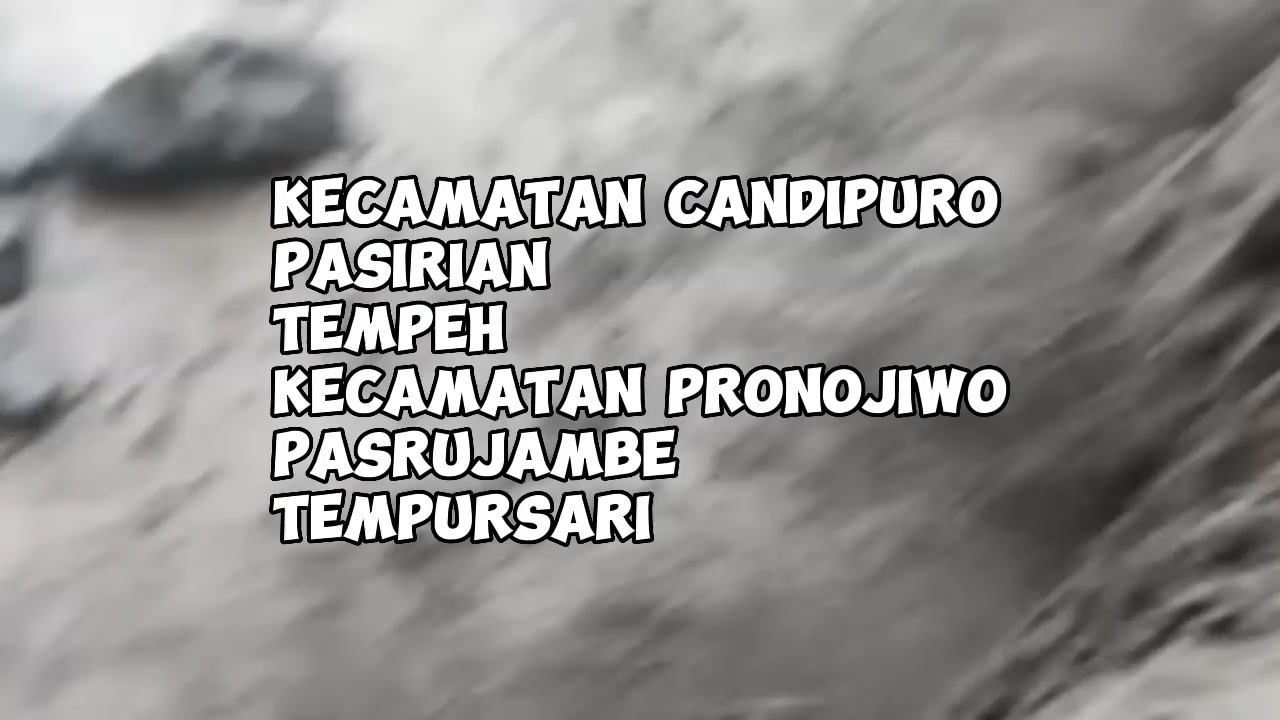 KECAMATAN CANDIPURO
PASIRIAN
TEMPEH
KECAMATAN PRONOJIWO
PASRUJAMBE
TEMPURSARI